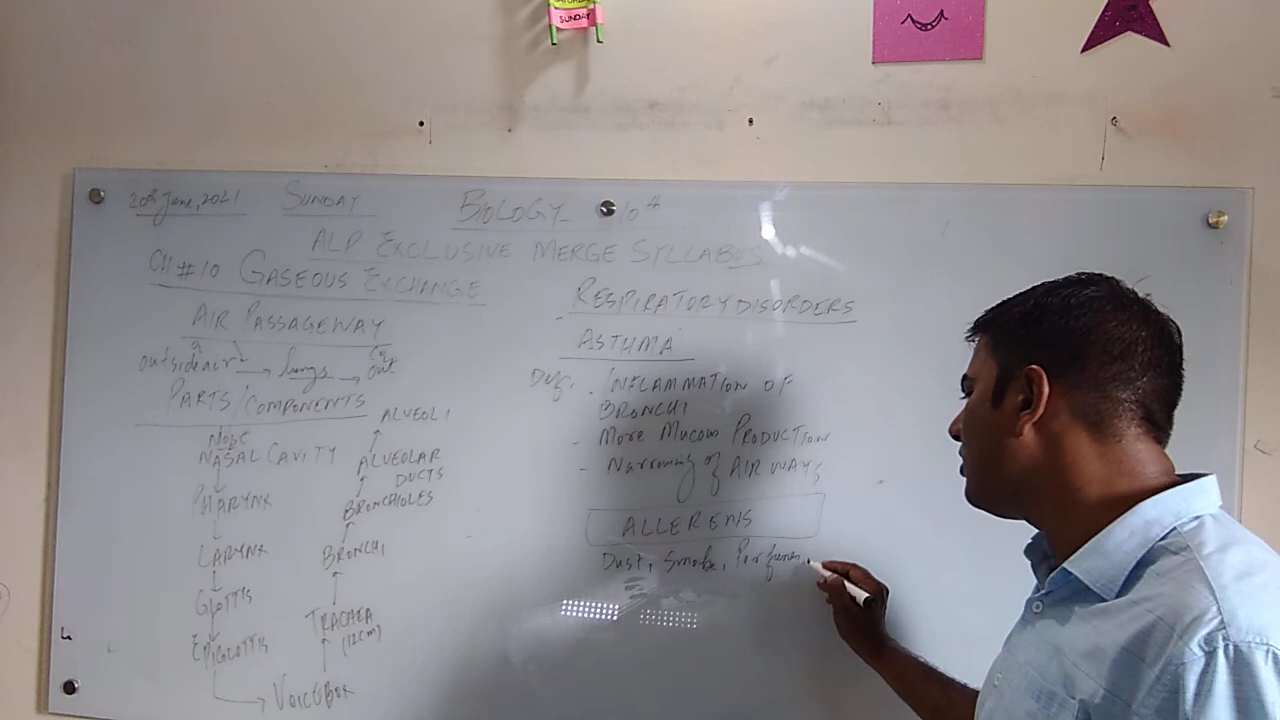 SATURDAY
SUNDAY
20th June, 2021 SUNDAY BIOLOGY 10th
ALP EXCLUSIVE MERGE SYLLABUS
CH #10 GASEOUS EXCHANGE
AIR PASSAGEWAY
outside air → lungs → out
PARTS/COMPONENTS
NOSE
NASAL CAVITY
PHARYNX
LARYNX
GLOTTIS
EPIGLOTTIS
VOICE BOX
TRACHEA
(12cm)
BRONCHI
BRONCHIOLES
ALVEOLAR
DUCTS
ALVEOLI
RESPIRATORY DISORDERS
ASTHMA
Def: INFLAMMATION OF
BRONCHI
- More Mucous PRODUCTION
- Narrowing of AIR WAYS
ALLERENS
Dust, Smoke, Perfumes,